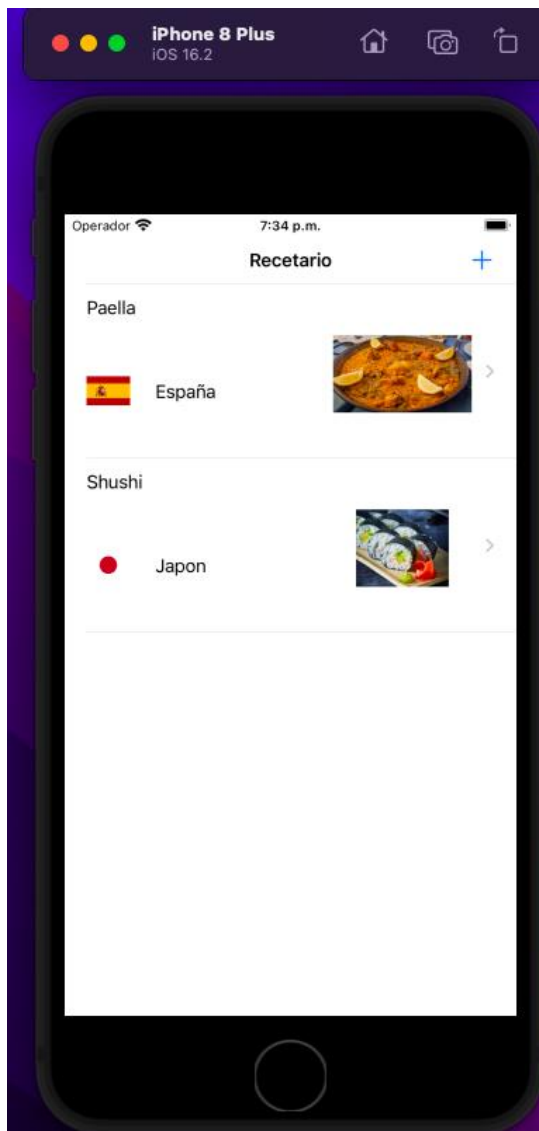 iPhone 8 Plus
iOS 16.2
Operador 7:34 p.m.
Recetario +
Paella
España
Shushi
Japon